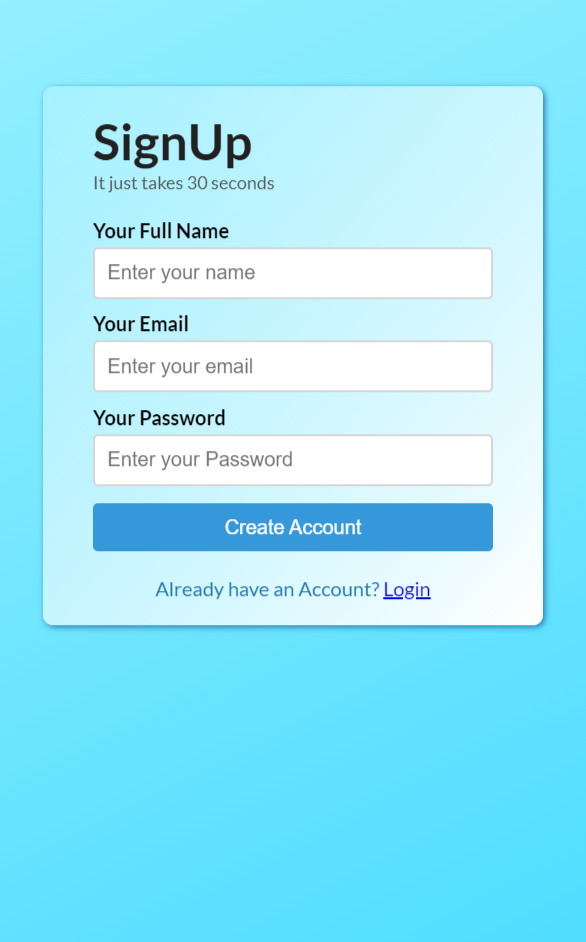 SignUp
It just takes 30 seconds
Your Full Name
Enter your name
Your Email
Enter your email
Your Password
Enter your Password
Create Account
Already have an Account? Login